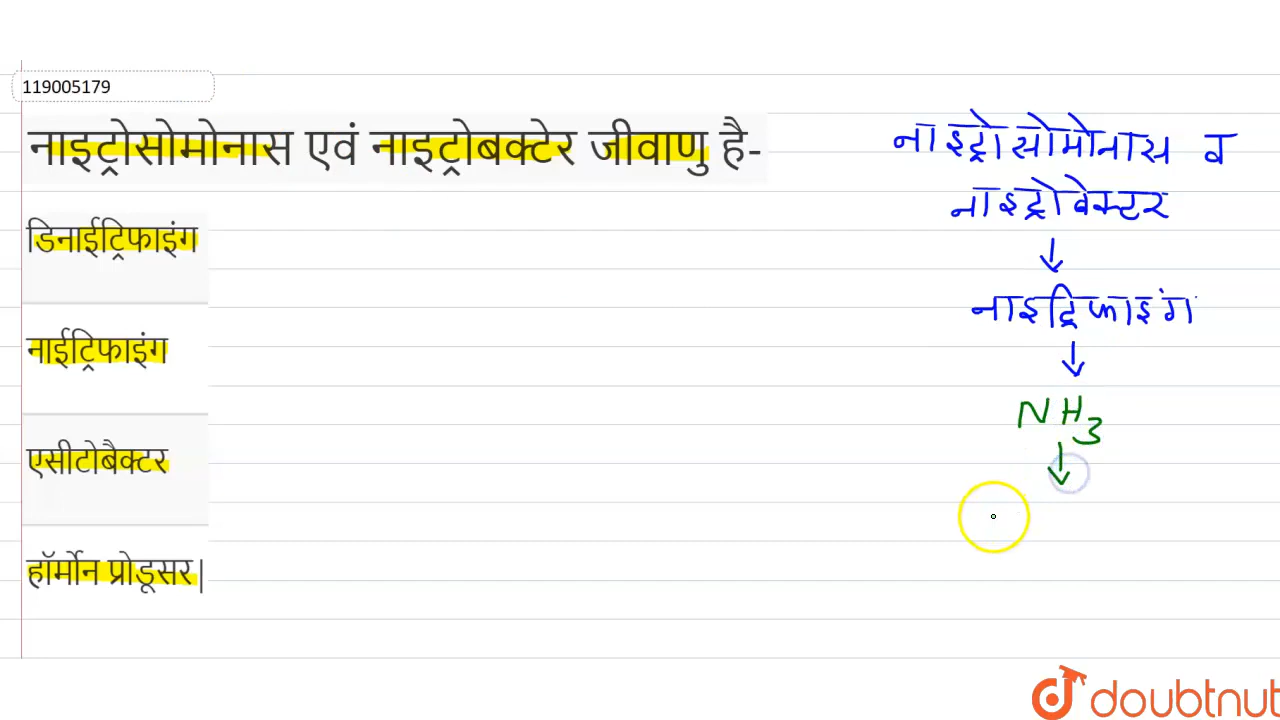 119005179
नाइट्रोसोमोनास एवं नाइट्रोबक्टेर जीवाणु है-
डिनाईट्रिफाइंग
नाईट्रिफाइंग
एसीटोबैक्टर
हॉर्मोन प्रोडूसर|
नाइट्रोसोमोनास व
नाइट्रोबेक्टर
↓
नाइट्रिफाइंग
↓
NH3
↓
doubtnut